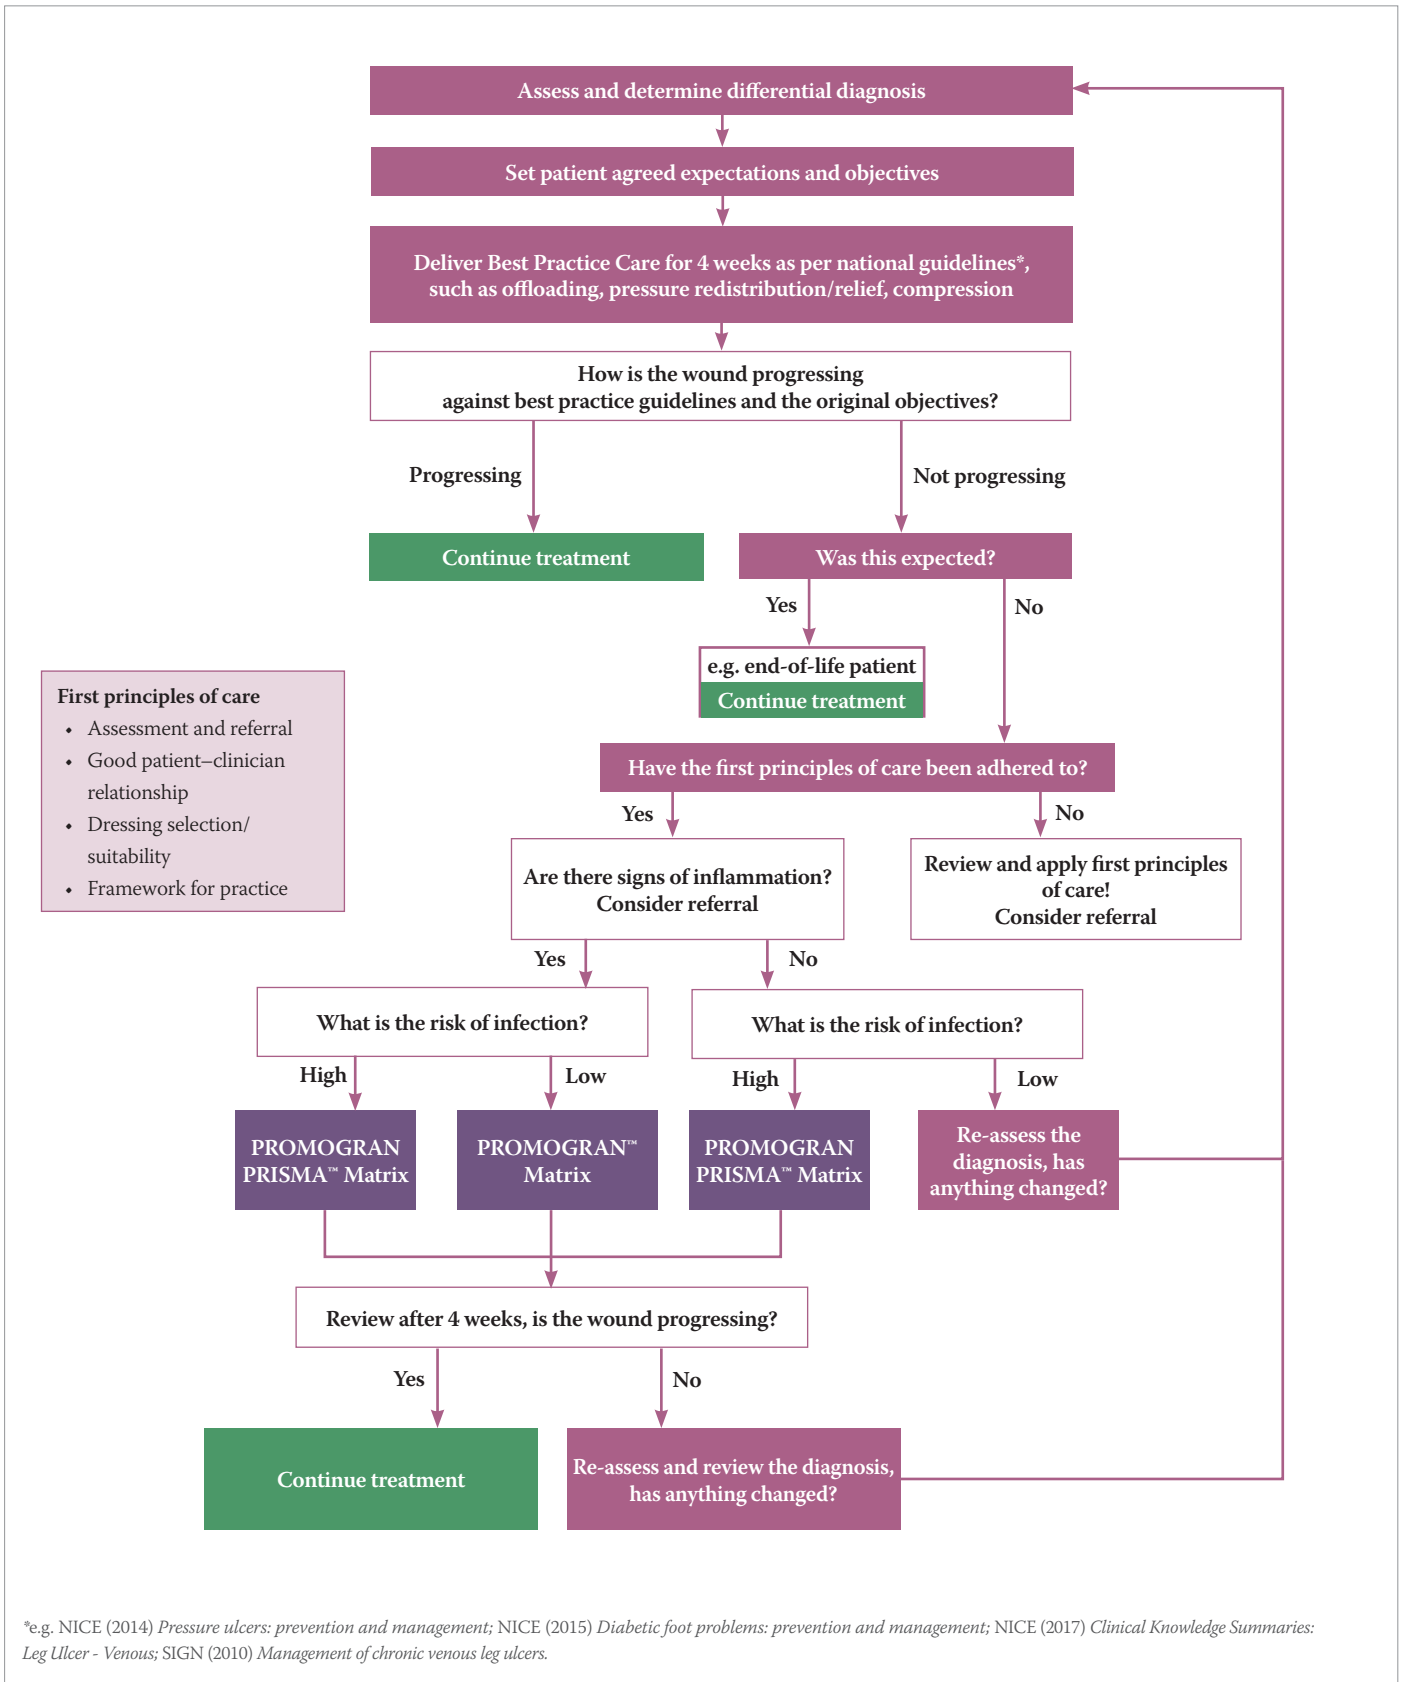 Assess and determine differential diagnosis
Set patient agreed expectations and objectives
Deliver Best Practice Care for 4 weeks as per national guidelines*,
such as offloading, pressure redistribution/relief, compression
How is the wound progressing
against best practice guidelines and the original objectives?
Progressing
Not progressing
Continue treatment
Was this expected?
Yes
No
e.g. end-of-life patient
Continue treatment
First principles of care
• Assessment and referral
• Good patient–clinician
relationship
• Dressing selection/
suitability
• Framework for practice
Have the first principles of care been adhered to?
Yes
No
Are there signs of inflammation?
Consider referral
Review and apply first principles
of care!
Consider referral
Yes
No
What is the risk of infection?
What is the risk of infection?
High
Low
High
Low
PROMOGRAN
PRISMA™ Matrix
PROMOGRAN™
Matrix
PROMOGRAN
PRISMA™ Matrix
Re-assess the
diagnosis, has
anything changed?
Review after 4 weeks, is the wound progressing?
Yes
No
Continue treatment
Re-assess and review the diagnosis,
has anything changed?
*e.g. NICE (2014) Pressure ulcers: prevention and management; NICE (2015) Diabetic foot problems: prevention and management; NICE (2017) Clinical Knowledge Summaries:
Leg Ulcer - Venous; SIGN (2010) Management of chronic venous leg ulcers.